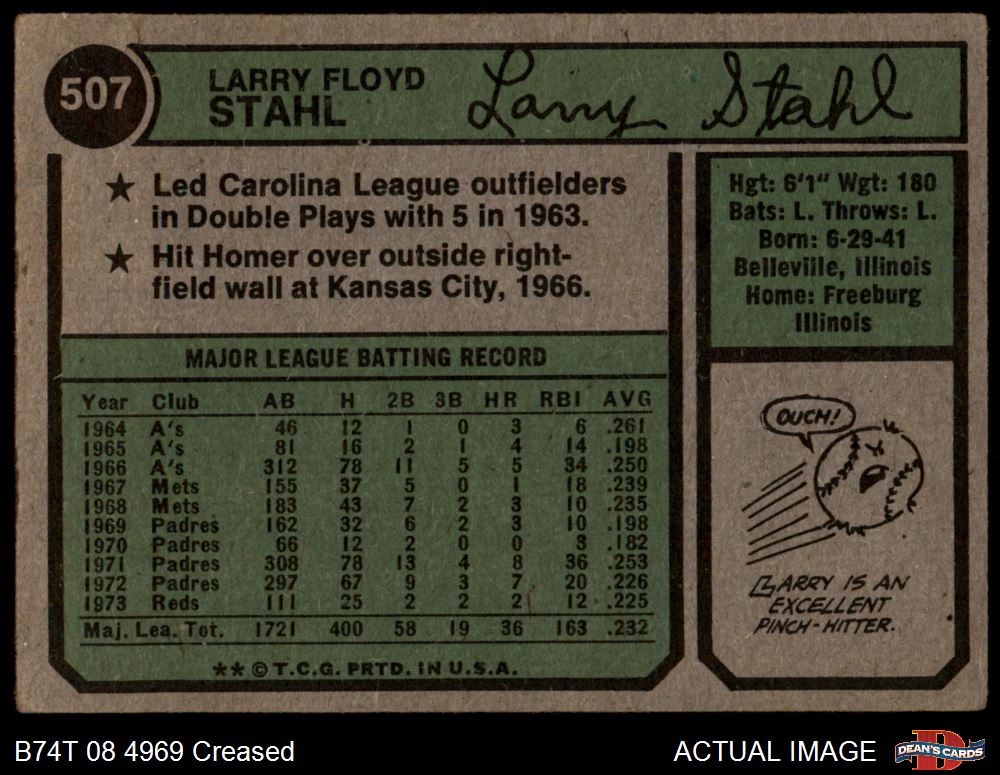 507
LARRY FLOYD
STAHL
Larry Stahl
★ Led Carolina League outfielders
in Double Plays with 5 in 1963.
★ Hit Homer over outside right-
field wall at Kansas City, 1966.
Hgt: 6'1" Wgt: 180
Bats: L. Throws: L.
Born: 6-29-41
Belleville, Illinois
Home: Freeburg
Illinois
MAJOR LEAGUE BATTING RECORD
Year Club AB H 2B 3B HR RBI AVG
1964 A's 46 12 1 0 3 6 .261
1965 A's 81 16 2 1 4 14 .198
1966 A's 312 78 11 5 5 34 .250
1967 Mets 155 37 5 0 1 18 .239
1968 Mets 183 43 7 2 3 10 .235
1969 Padres 162 32 6 2 3 10 .198
1970 Padres 66 12 2 0 0 3 .182
1971 Padres 308 78 13 4 8 36 .253
1972 Padres 297 67 9 3 7 20 .226
1973 Reds 111 25 2 2 2 12 .225
Maj. Lea. Tot. 1721 400 58 19 36 163 .232
** © T.C.G. PRTD. IN U.S.A.
OUCH!
LARRY IS AN
EXCELLENT
PINCH-HITTER.
B74T 08 4969 Creased
ACTUAL IMAGE
DEAN'S CARDS